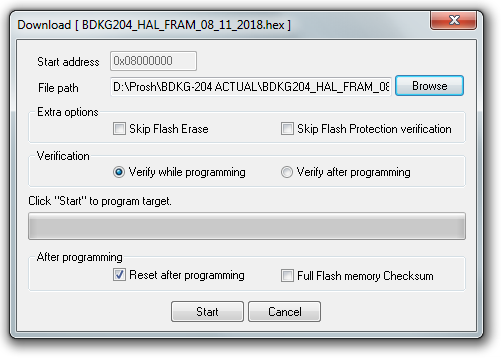 Download [ BDKG204_HAL_FRAM_08_11_2018.hex ]
Start address 0x08000000
File path D:\Prosh\BDKG-204 ACTUAL\BDKG204_HAL_FRAM_08 Browse
Extra options
Skip Flash Erase Skip Flash Protection verification
Verification
Verify while programming Verify after programming
Click "Start" to program target.
After programming
Reset after programming Full Flash memory Checksum
Start Cancel